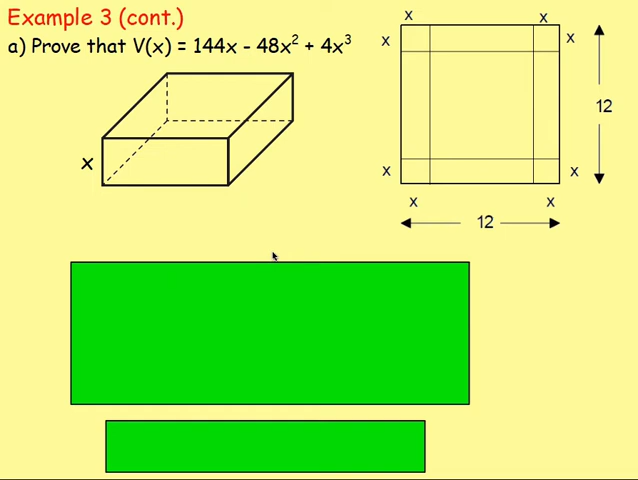 Example 3 (cont.)
a) Prove that V(x) = 144x - 48x² + 4x³
x
x x
x x
12
x x
x x
12